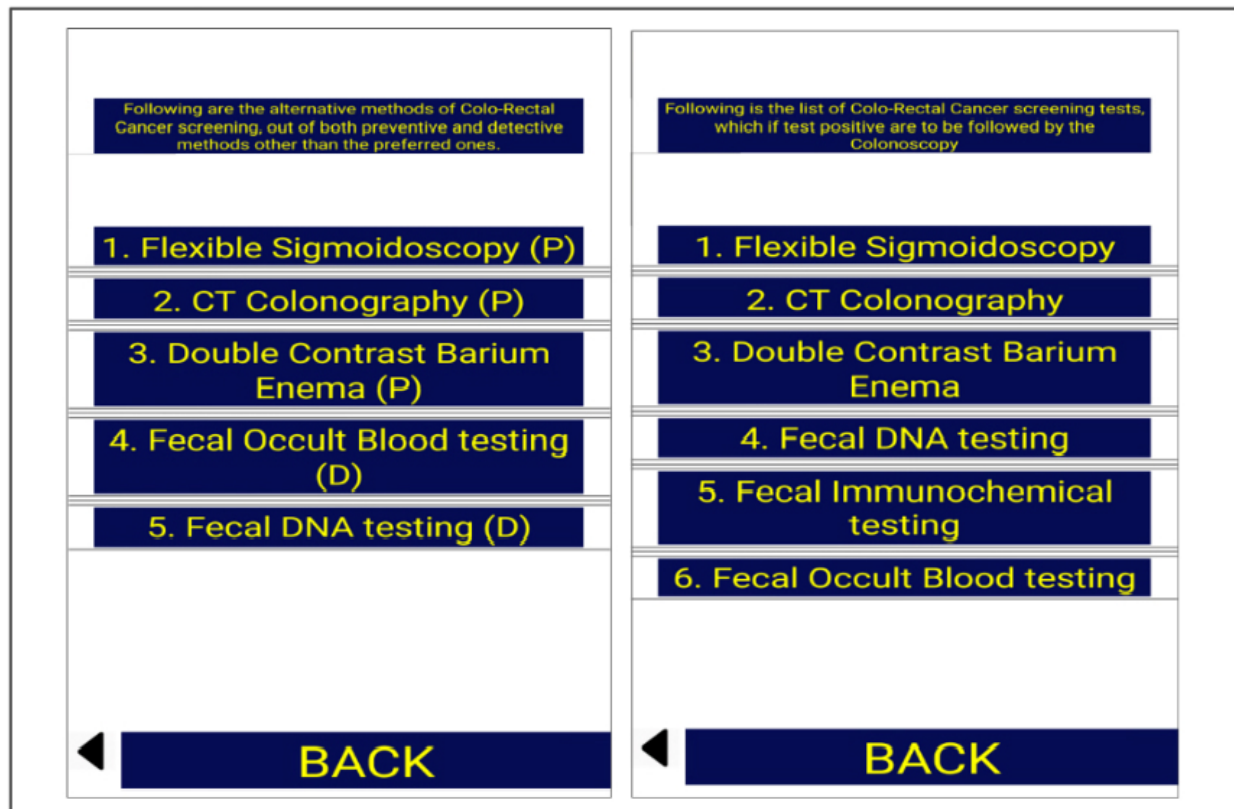 Following are the alternative methods of Colo-Rectal
Cancer screening, out of both preventive and detective
methods other than the preferred ones.
1. Flexible Sigmoidoscopy (P)
2. CT Colonography (P)
3. Double Contrast Barium
Enema (P)
4. Fecal Occult Blood testing
(D)
5. Fecal DNA testing (D)
BACK
Following is the list of Colo-Rectal Cancer screening tests,
which if test positive are to be followed by the
Colonoscopy
1. Flexible Sigmoidoscopy
2. CT Colonography
3. Double Contrast Barium
Enema
4. Fecal DNA testing
5. Fecal Immunochemical
testing
6. Fecal Occult Blood testing
BACK